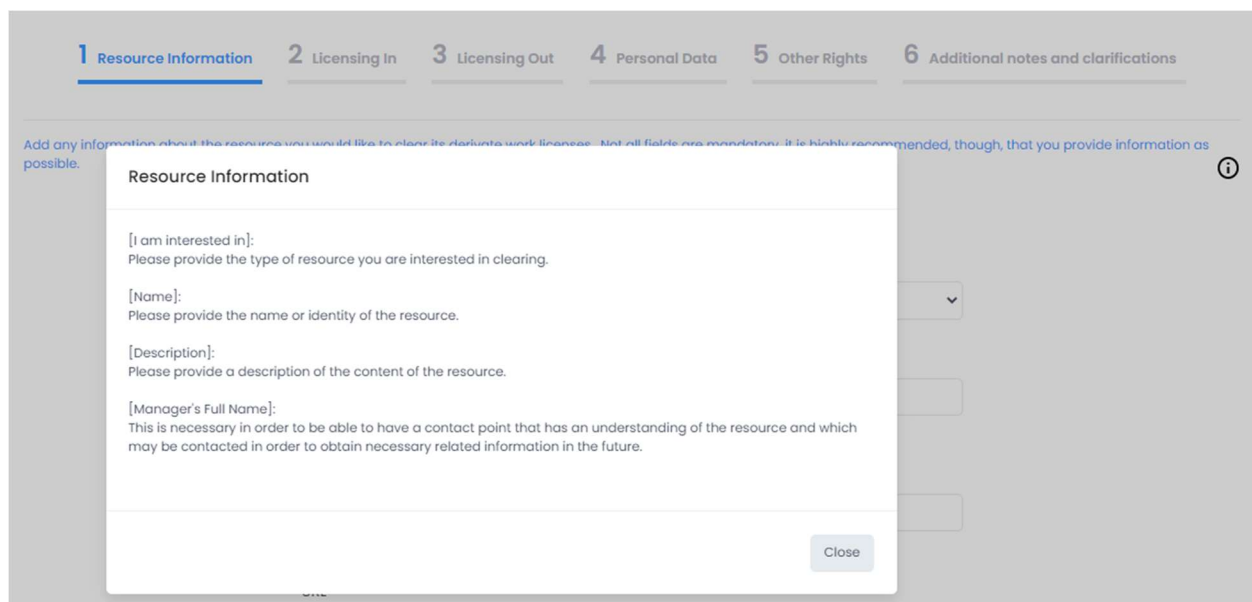 1 Resource Information 2 Licensing In 3 Licensing Out 4 Personal Data 5 Other Rights 6 Additional notes and clarifications
Add any information about the resource you would like to clear its derivate work licenses. Not all fields are mandatory, it is highly recommended, though, that you provide information as
possible.
Resource Information
[I am interested in]:
Please provide the type of resource you are interested in clearing.
[Name]:
Please provide the name or identity of the resource.
[Description]:
Please provide a description of the content of the resource.
[Manager's Full Name]:
This is necessary in order to be able to have a contact point that has an understanding of the resource and which
may be contacted in order to obtain necessary related information in the future.
Close